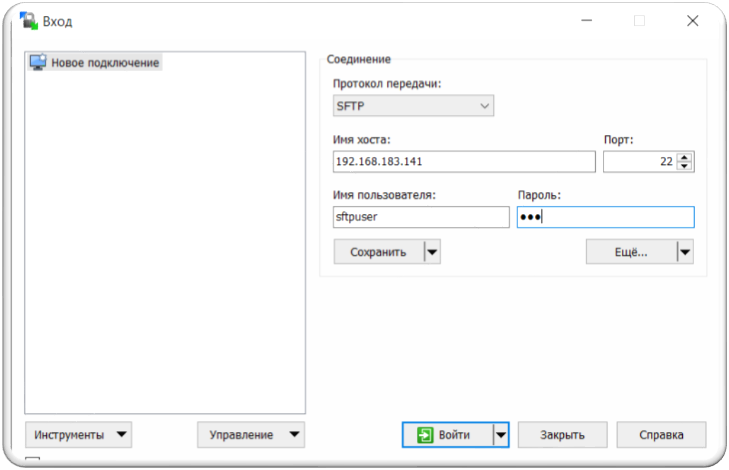 Вход
Новое подключение
Соединение
Протокол передачи:
SFTP
Имя хоста:
Порт:
192.168.183.141
22
Имя пользователя:
Пароль:
sftpuser
●●●
Сохранить
Ещё...
Инструменты
Управление
Войти
Закрыть
Справка